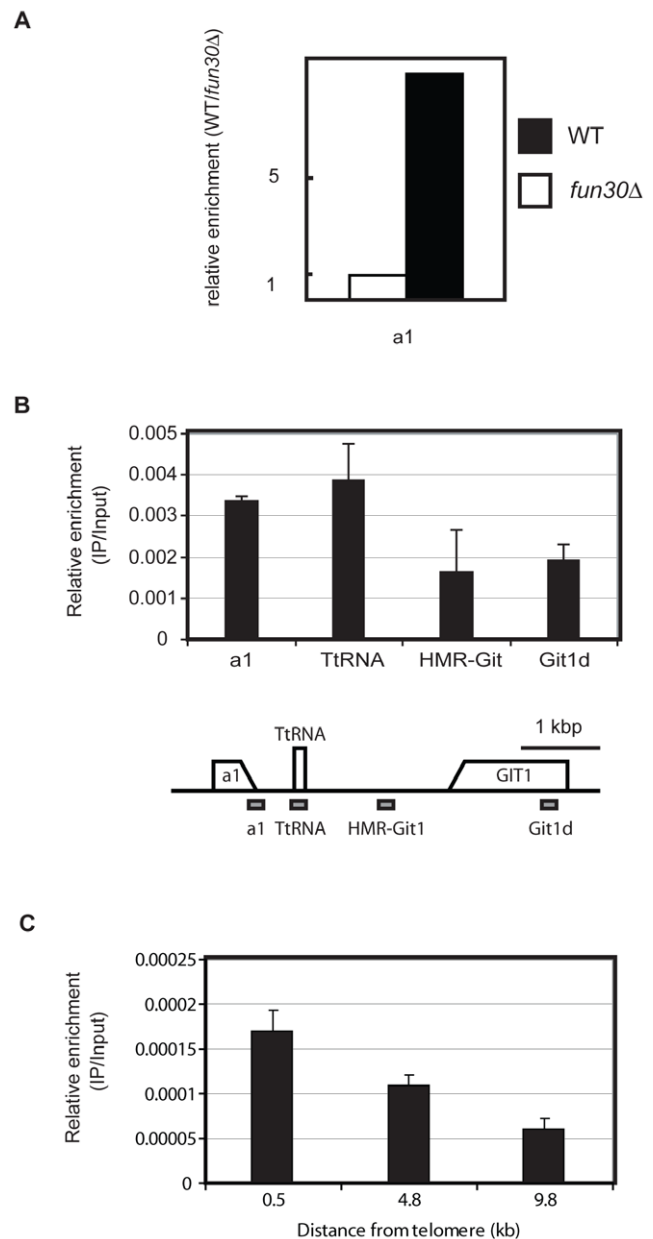 A
relative enrichment (WT/fun30Δ)
5
1
a1
WT
fun30Δ
B
Relative enrichment
(IP/Input)
0.005
0.004
0.003
0.002
0.001
0
a1 TtRNA HMR-Git Git1d
TtRNA
1 kbp
a1
GIT1
a1 TtRNA HMR-Git1 Git1d
C
Relative enrichment
(IP/Input)
0.00025
0.0002
0.00015
0.0001
0.00005
0
0.5 4.8 9.8
Distance from telomere (kb)